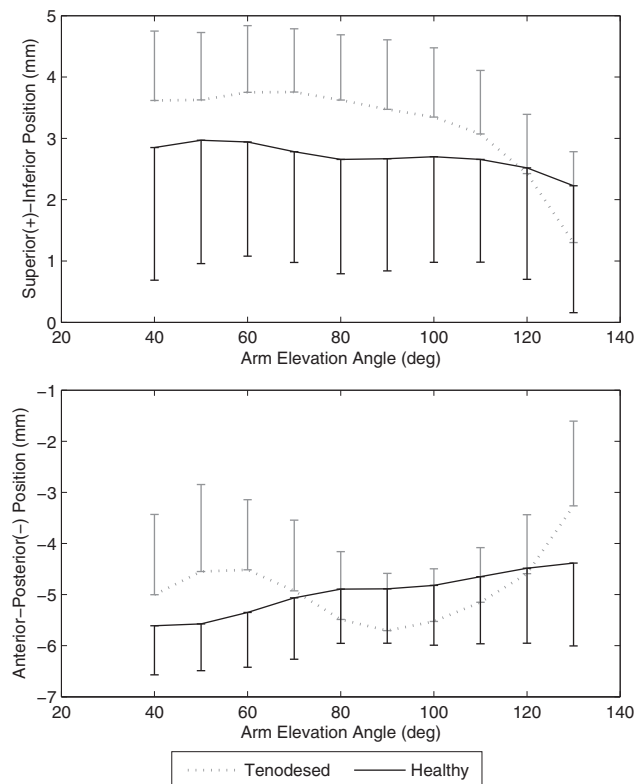 5
4
3
2
1
0
Superior(+)−Inferior Position (mm)
20 40 60 80 100 120 140
Arm Elevation Angle (deg)
−1
−2
−3
−4
−5
−6
−7
Anterior−Posterior(−) Position (mm)
20 40 60 80 100 120 140
Arm Elevation Angle (deg)
Tenodesed Healthy